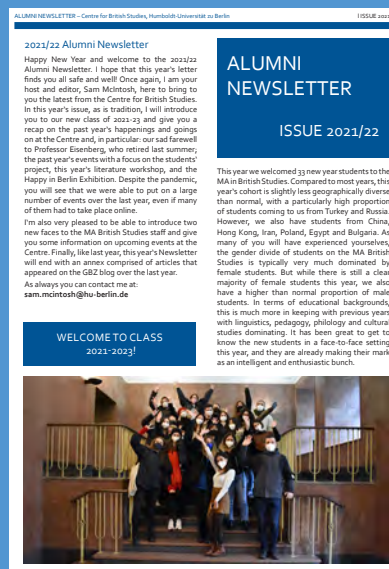 ALUMNI NEWSLETTER – Centre for British Studies, Humboldt-Universität zu Berlin
I ISSUE 2021
2021/22 Alumni Newsletter
Happy New Year and welcome to the 2021/22
Alumni Newsletter. I hope that this year's letter
finds you all safe and well! Once again, I am your
host and editor, Sam McIntosh, here to bring to
you the latest from the Centre for British Studies.
In this year's issue, as is tradition, I will introduce
you to our new class of 2021-23 and give you a
recap on the past year's happenings and goings
on at the Centre and, in particular: our sad farewell
to Professor Eisenberg, who retired last summer;
the past year's events with a focus on the students'
project, this year's literature workshop, and the
Happy in Berlin Exhibition. Despite the pandemic,
you will see that we were able to put on a large
number of events over the last year, even if many
of them had to take place online.
I'm also very pleased to be able to introduce two
new faces to the MA British Studies staff and give
you some information on upcoming events at the
Centre. Finally, like last year, this year's Newsletter
will end with an annex comprised of articles that
appeared on the GBZ blog over the last year.
As always you can contact me at:
sam.mcintosh@hu-berlin.de
WELCOME TO CLASS
2021-2023!
ALUMNI
NEWSLETTER
ISSUE 2021/22
This year we welcomed 33 new year students to the
MA in British Studies. Compared to most years, this
year's cohort is slightly less geographically diverse
than normal, with a particularly high proportion
of students coming to us from Turkey and Russia.
However, we also have students from China,
Hong Kong, Iran, Poland, Egypt and Bulgaria. As
many of you will have experienced yourselves,
the gender divide of students on the MA British
Studies is typically very much dominated by
female students. But while there is still a clear
majority of female students this year, we also
have a higher than normal proportion of male
students. In terms of educational backgrounds,
this is much more in keeping with previous years
with linguistics, pedagogy, philology and cultural
studies dominating. It has been great to get to
know the new students in a face-to-face setting
this year, and they are already making their mark
as an intelligent and enthusiastic bunch.